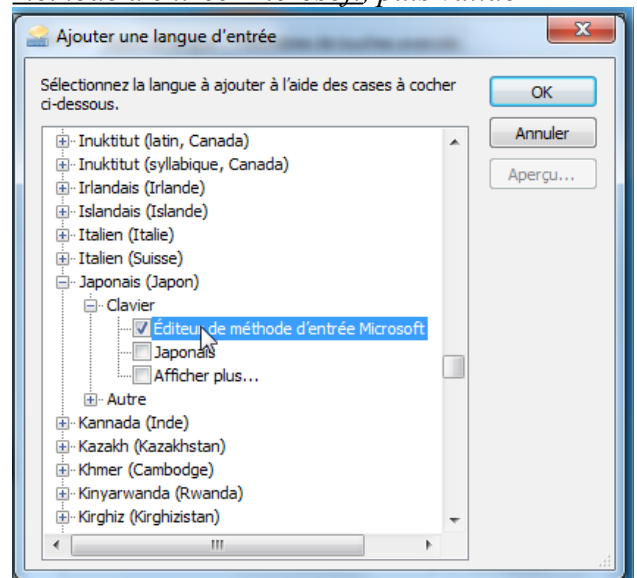 Ajouter une langue d'entrée
Sélectionnez la langue à ajouter à l'aide des cases à cocher
ci-dessous.
OK
Annuler
Aperçu...
Inuktitut (latin, Canada)
Inuktitut (syllabique, Canada)
Irlandais (Irlande)
Islandais (Islande)
Italien (Italie)
Italien (Suisse)
Japonais (Japon)
Clavier
Éditeur de méthode d'entrée Microsoft
Japonais
Afficher plus...
Autre
Kannada (Inde)
Kazakh (Kazakhstan)
Khmer (Cambodge)
Kinyarwanda (Rwanda)
Kirghiz (Kirghizistan)